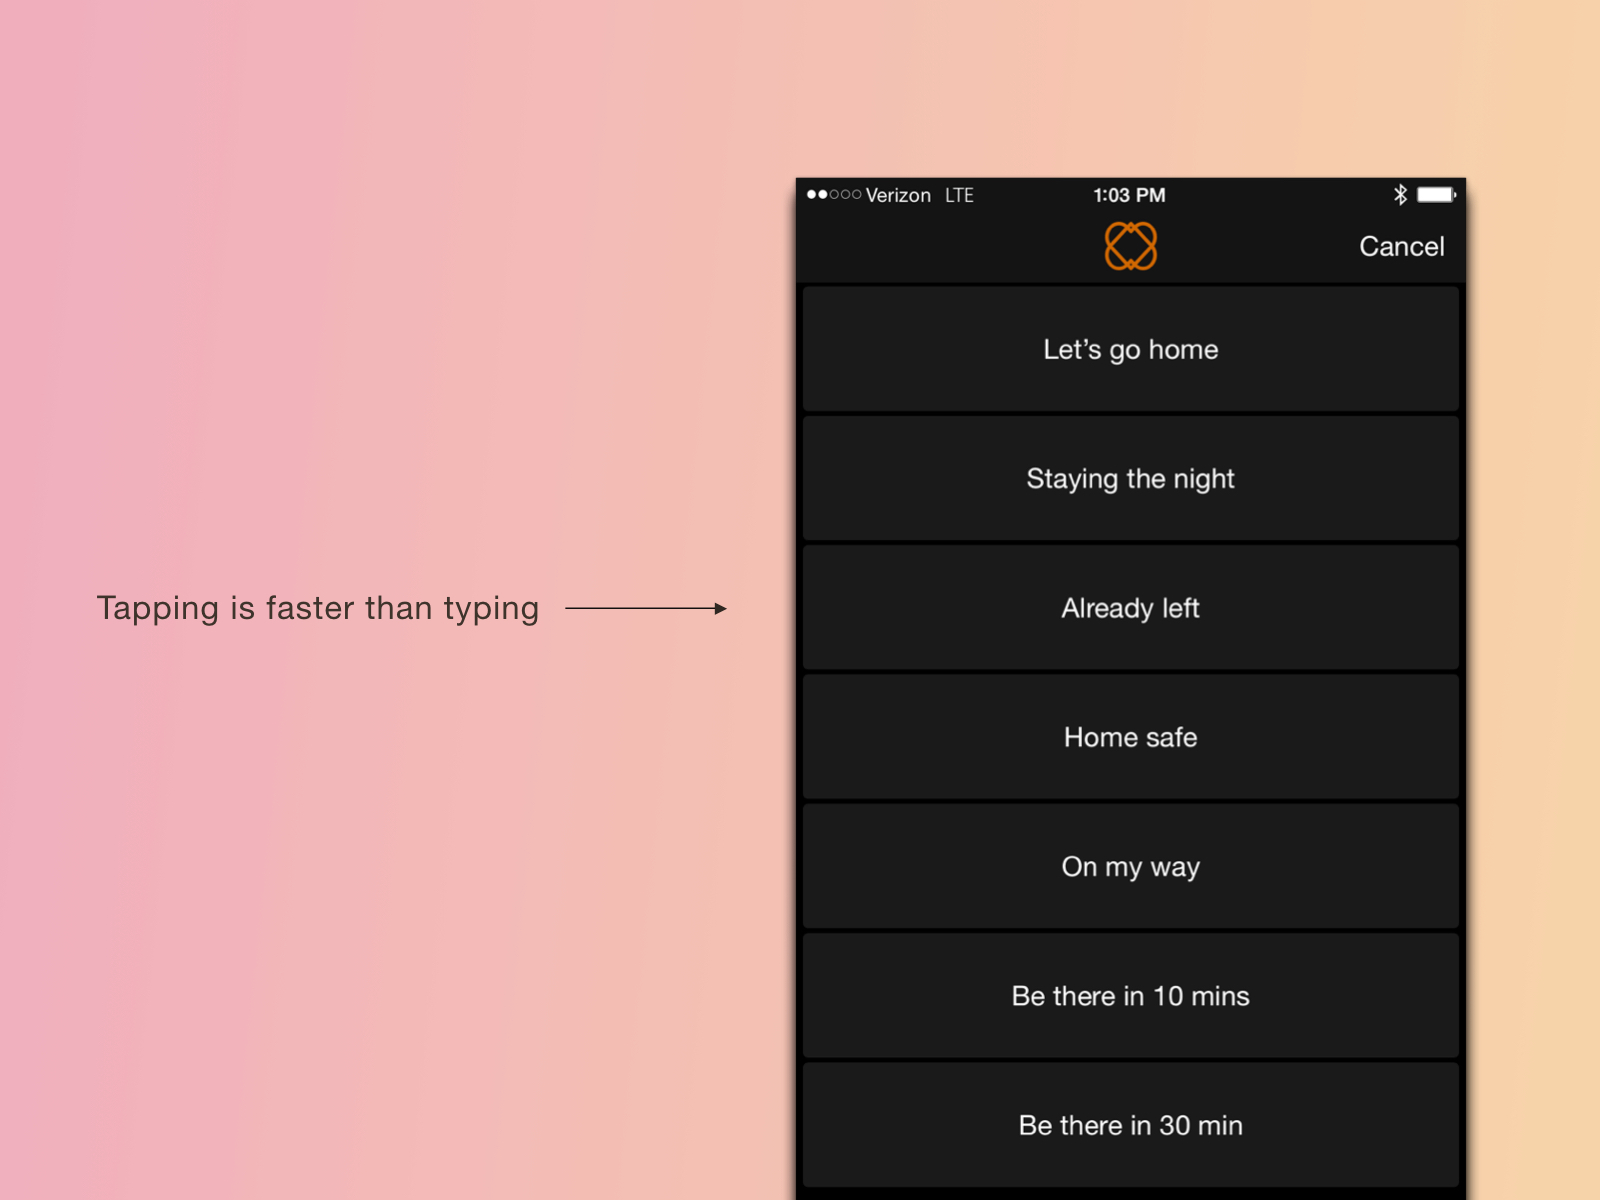 Verizon LTE 1:03 PM
Cancel
Let’s go home
Staying the night
Already left
Tapping is faster than typing
Home safe
On my way
Be there in 10 mins
Be there in 30 min